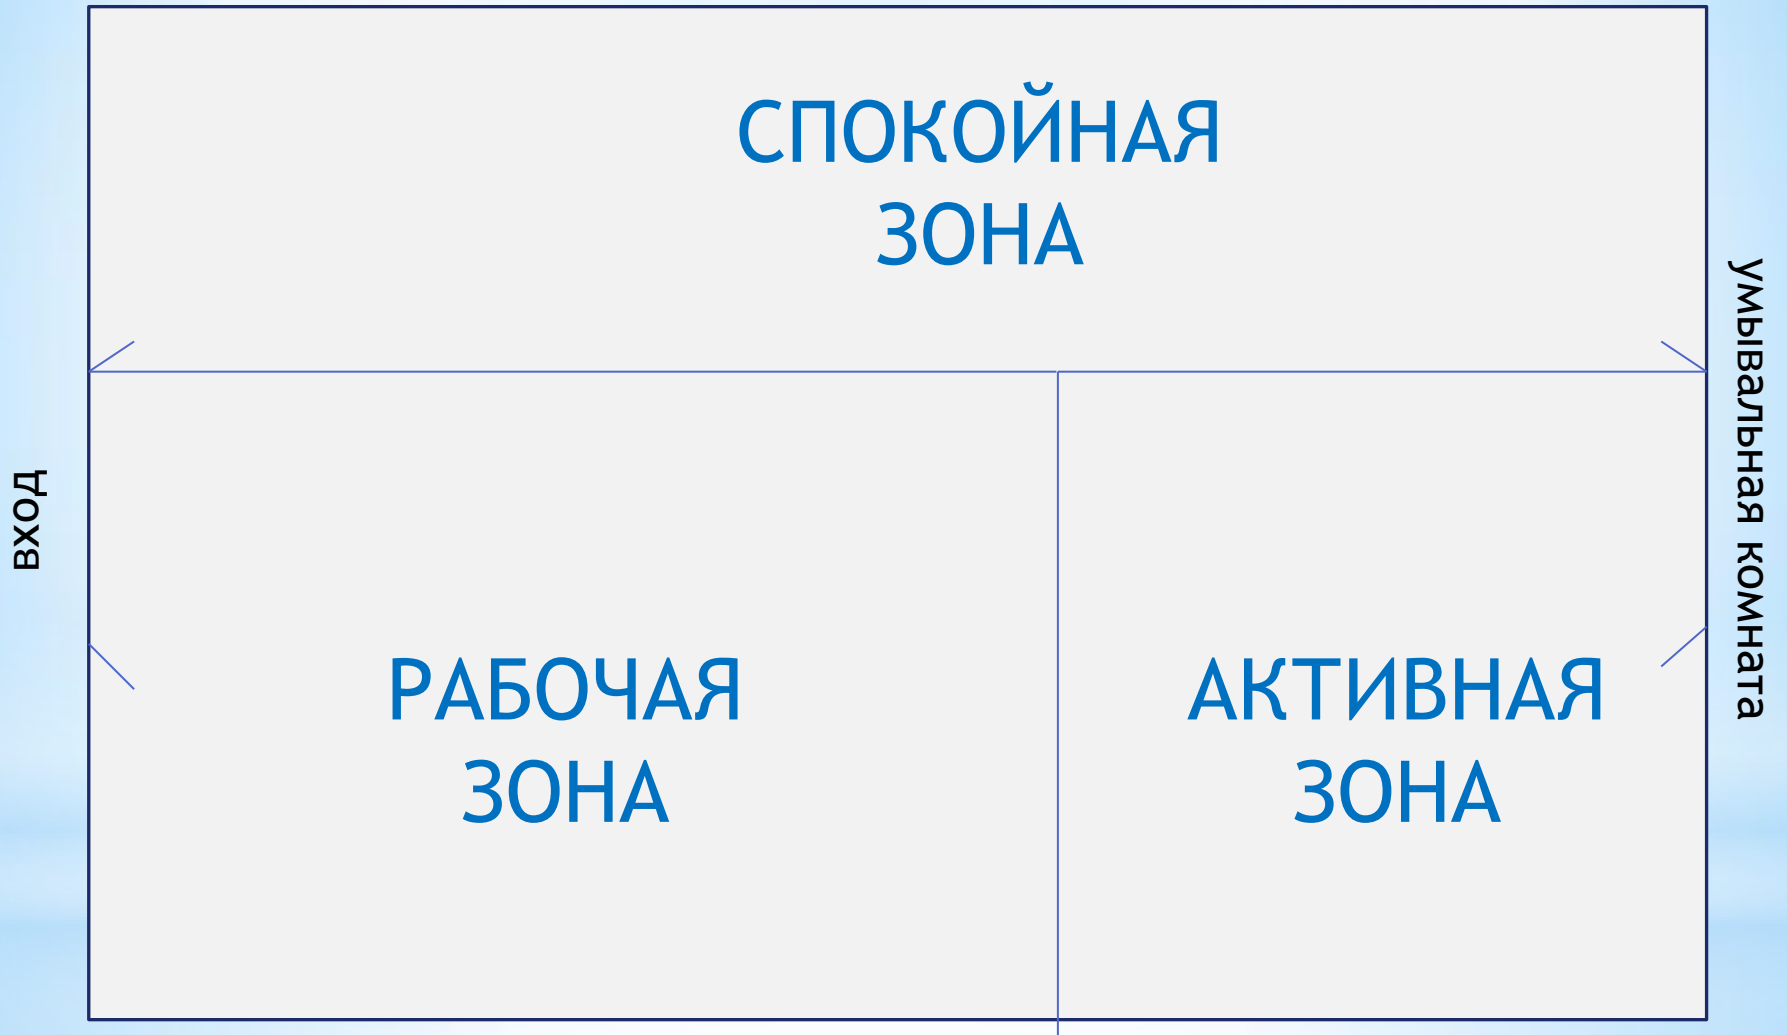 СПОКОЙНАЯ
ЗОНА
вход
умывальная комната
РАБОЧАЯ
ЗОНА
АКТИВНАЯ
ЗОНА